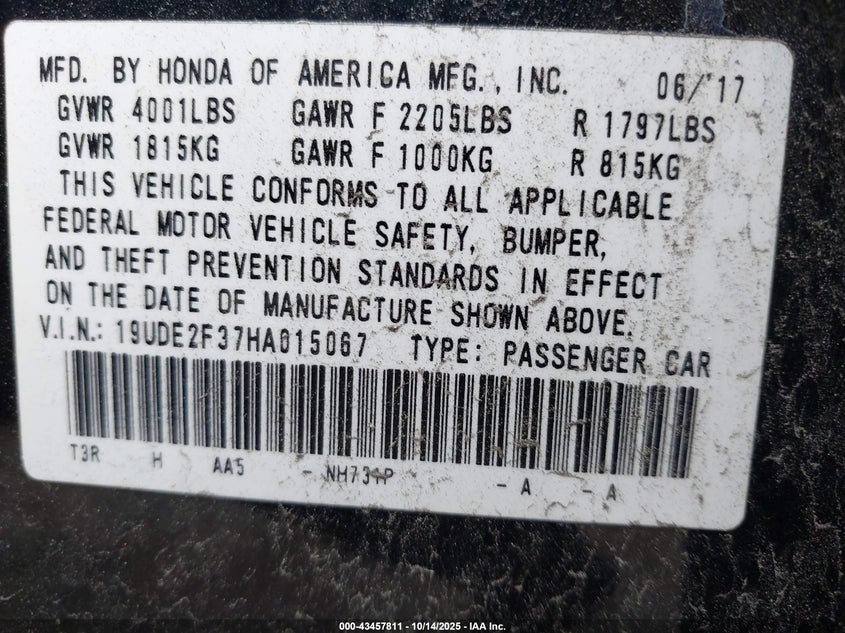 MFD. BY HONDA OF AMERICA MFG., INC. 06/'17
GVWR 4001LBS GAWR F 2205LBS R 1797LBS
GVWR 1815KG GAWR F 1000KG R 815KG
THIS VEHICLE CONFORMS TO ALL APPLICABLE
FEDERAL MOTOR VEHICLE SAFETY, BUMPER,
AND THEFT PREVENTION STANDARDS IN EFFECT
ON THE DATE OF MANUFACTURE SHOWN ABOVE.
V.I.N.: 19UDE2F37HA015067 TYPE: PASSENGER CAR
T3R H AA5 - NH731P - A - A
000-43457811 - 10/14/2025 - IAA Inc.